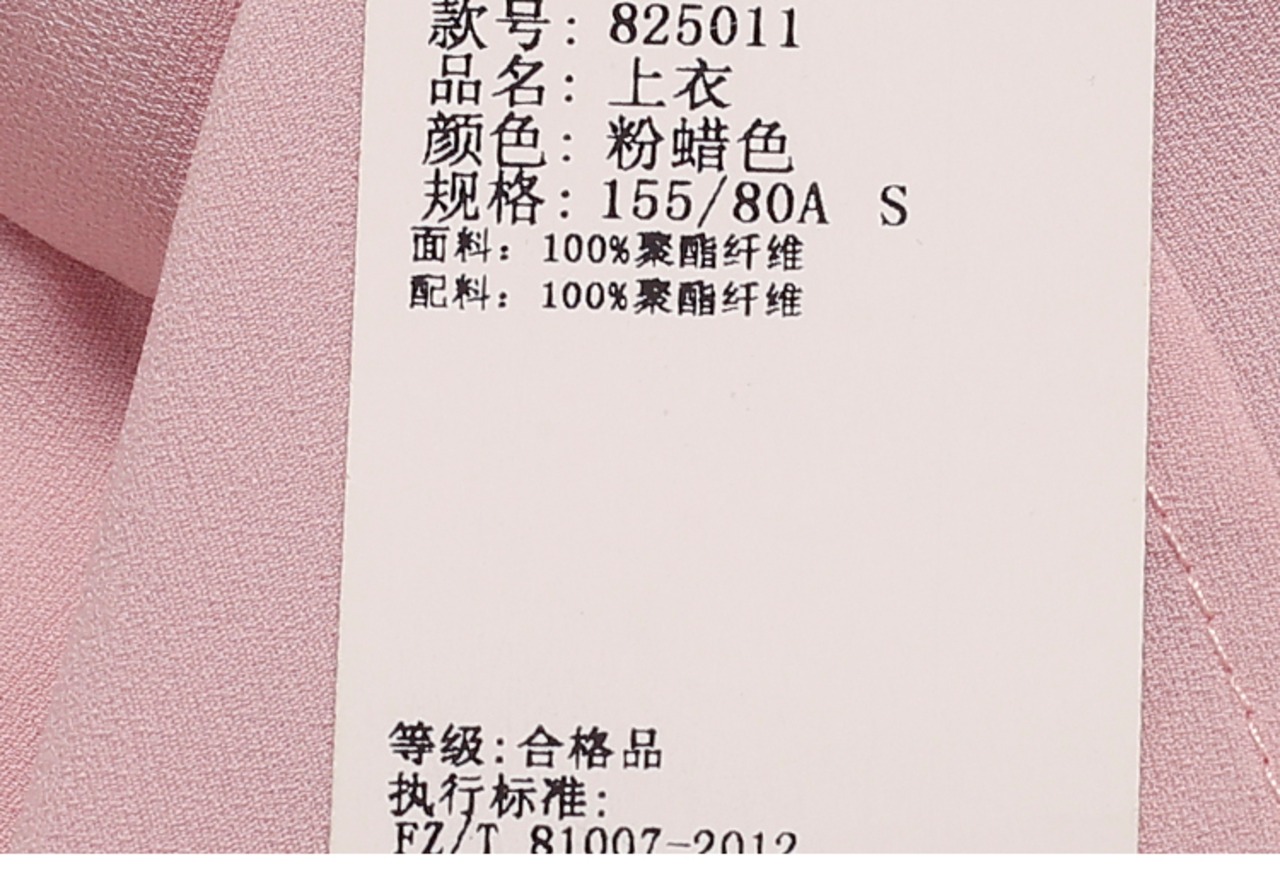 款号: 825011
品名: 上衣
颜色: 粉蜡色
规格: 155/80A S
面料: 100%聚酯纤维
配料: 100%聚酯纤维
等级:合格品
执行标准:
FZ/T 81007-2012